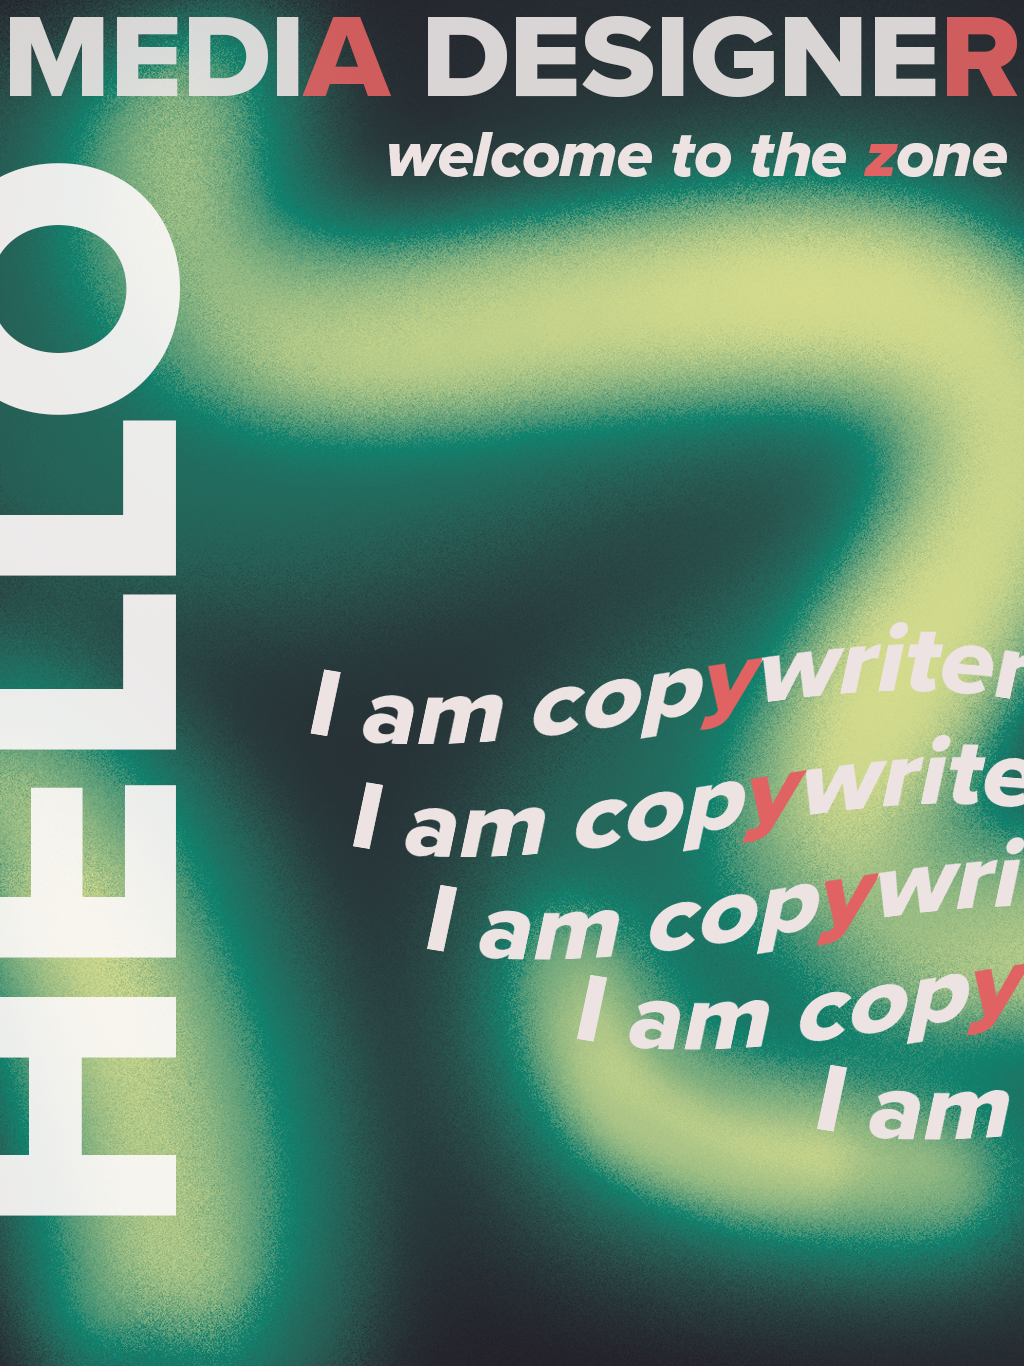 MEDIA DESIGNER
welcome to the zone
HELLO
I am copywriter
I am copywrite
I am copywri
I am copy
I am